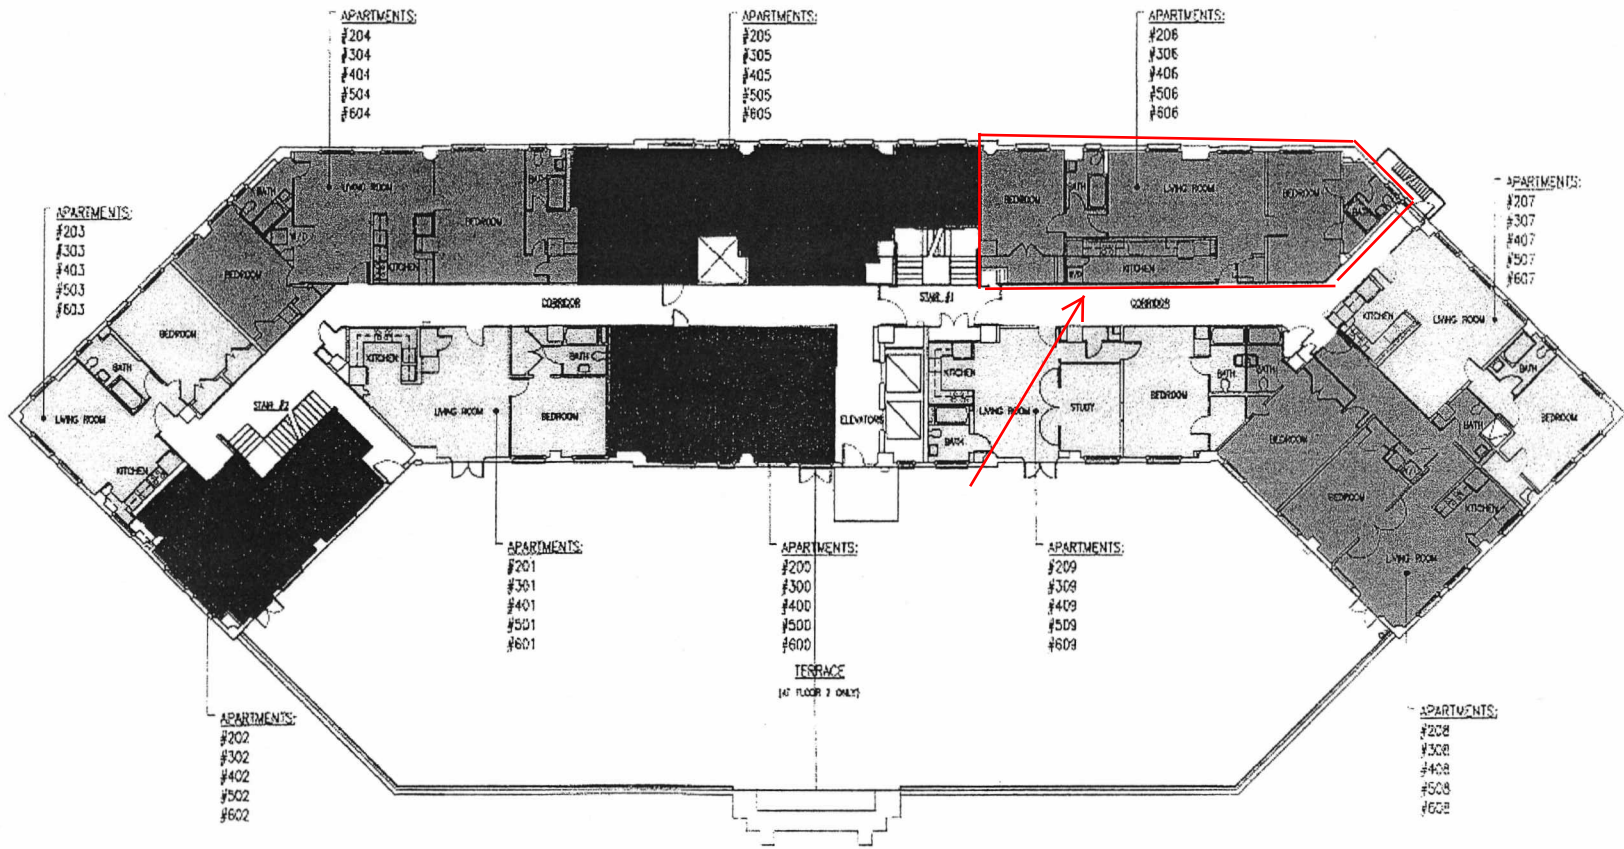 APARTMENTS:
#204
#304
#404
#504
#604
APARTMENTS:
#205
#305
#405
#505
#605
APARTMENTS:
#206
#306
#406
#506
#606
APARTMENTS:
#203
#303
#403
#503
#603
APARTMENTS:
#207
#307
#407
#507
#607
BATH
LIVING ROOM
W/D
KITCHEN
BEDROOM
BEDROOM
BATH
BEDROOM
BATH
LIVING ROOM
BEDROOM
BATH
W/D
KITCHEN
CORRIDOR
STAIR #1
CORRIDOR
BEDROOM
BATH
LIVING ROOM
KITCHEN
STAIR #2
KITCHEN
LIVING ROOM
BATH
BEDROOM
ELEVATORS
KITCHEN
LIVING ROOM
BATH
STUDY
BEDROOM
BATH
BATH
BEDROOM
BEDROOM
KITCHEN
LIVING ROOM
BATH
KITCHEN
LIVING ROOM
BATH
BEDROOM
APARTMENTS:
#201
#301
#401
#501
#601
APARTMENTS:
#200
#300
#400
#500
#600
APARTMENTS:
#209
#309
#409
#509
#609
TERRACE
(AT FLOOR 2 ONLY)
APARTMENTS:
#202
#302
#402
#502
#602
APARTMENTS:
#208
#308
#408
#508
#608